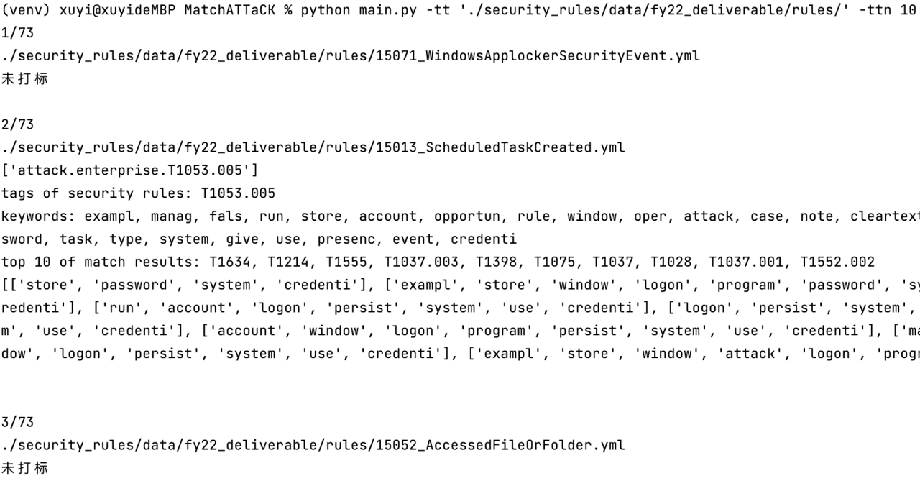 (venv) xuyi@xuyideMBP MatchATTaCK % python main.py -tt './security_rules/data/fy22_deliverable/rules/' -ttn 10
1/73
./security_rules/data/fy22_deliverable/rules/15071_WindowsApplockerSecurityEvent.yml
未打标
2/73
./security_rules/data/fy22_deliverable/rules/15013_ScheduledTaskCreated.yml
['attack.enterprise.T1053.005']
tags of security rules: T1053.005
keywords: exampl, manag, fals, run, store, account, opportun, rule, window, oper, attack, case, note, cleartext
sword, task, type, system, give, use, presenc, event, credenti
top 10 of match results: T1634, T1214, T1555, T1037.003, T1398, T1075, T1037, T1028, T1037.001, T1552.002
[['store', 'password', 'system', 'credenti'], ['exampl', 'store', 'window', 'logon', 'program', 'password', 'sy
redenti'], ['run', 'account', 'logon', 'persist', 'system', 'use', 'credenti'], ['logon', 'persist', 'system',
m', 'use', 'credenti'], ['account', 'window', 'logon', 'program', 'persist', 'system', 'use', 'credenti'], ['ma
dow', 'logon', 'persist', 'system', 'use', 'credenti'], ['exampl', 'store', 'window', 'attack', 'logon', 'progr
3/73
./security_rules/data/fy22_deliverable/rules/15052_AccessedFileOrFolder.yml
未打标